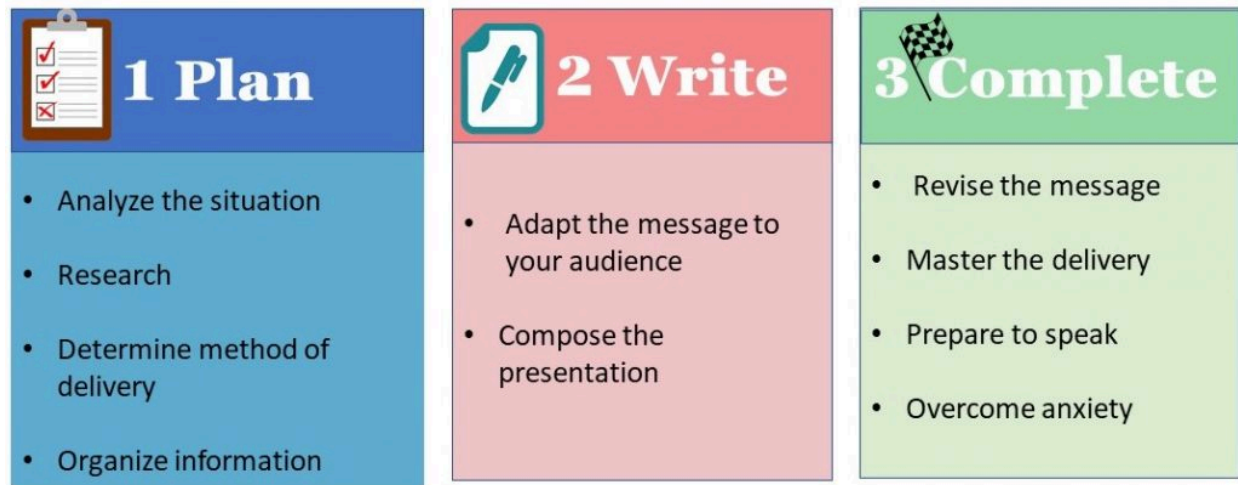 1 Plan
• Analyze the situation
• Research
• Determine method of
delivery
• Organize information
2 Write
• Adapt the message to
your audience
• Compose the
presentation
3 Complete
• Revise the message
• Master the delivery
• Prepare to speak
• Overcome anxiety